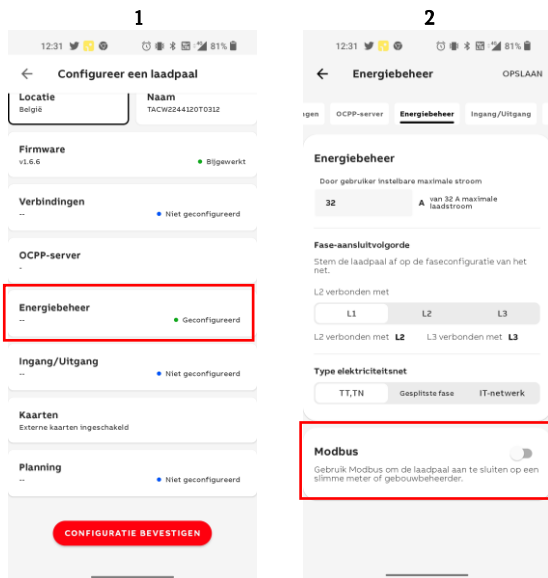 1
12:31
81%
Configureer een laadpaal
Locatie
België
Naam
TACW2244120T0312
Firmware
v1.6.6
Bijgewerkt
Verbindingen
--
Niet geconfigureerd
OCPP-server
-
Energiebeheer
--
Geconfigureerd
Ingang/Uitgang
--
Niet geconfigureerd
Kaarten
Externe kaarten ingeschakeld
Planning
--
Niet geconfigureerd
CONFIGURATIE BEVESTIGEN
2
12:31
81%
Energiebeheer
OPSLAAN
ngen OCPP-server Energiebeheer Ingang/Uitgang
Energiebeheer
Door gebruiker instelbare maximale stroom
32 A van 32 A maximale
laadstroom
Fase-aansluitvolgorde
Stem de laadpaal af op de faseconfiguratie van het
net.
L2 verbonden met
L1 L2 L3
L2 verbonden met L2 L3 verbonden met L3
Type elektriciteitsnet
TT,TN Gesplitste fase IT-netwerk
Modbus
Gebruik Modbus om de laadpaal aan te sluiten op een
slimme meter of gebouwbeheerder.